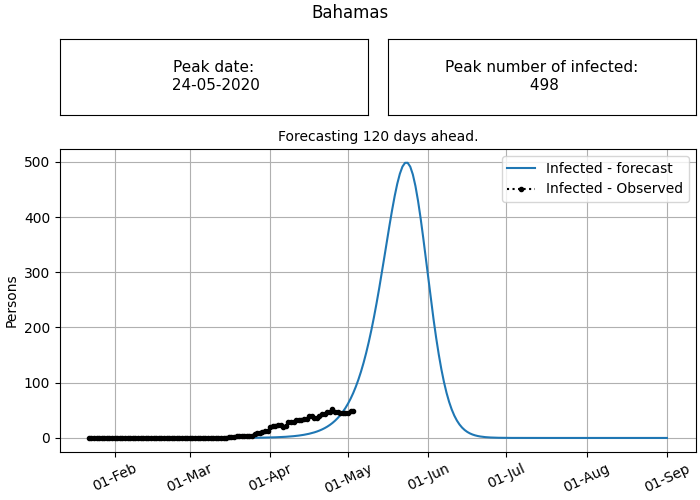 Bahamas
Peak date:
24-05-2020
Peak number of infected:
498
Forecasting 120 days ahead.
Infected - forecast
Infected - Observed
Persons
500
400
300
200
100
0
01-Feb
01-Mar
01-Apr
01-May
01-Jun
01-Jul
01-Aug
01-Sep